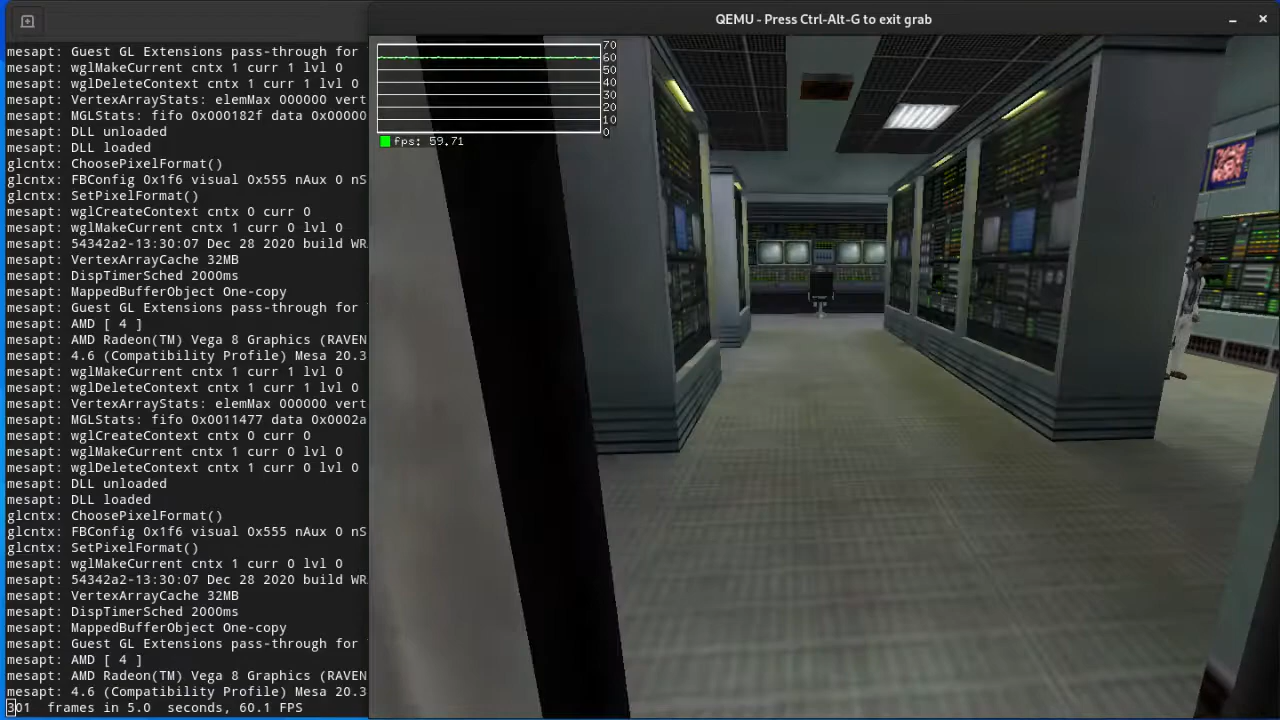 QEMU - Press Ctrl-Alt-G to exit grab
mesapt: Guest GL Extensions pass-through for
mesapt: wglMakeCurrent cntx 1 curr 1 lvl 0
mesapt: wglDeleteContext cntx 1 curr 1 lvl 0
mesapt: VertexArrayStats: elemMax 000000 vert
mesapt: MGLStats: fifo 0x000182f data 0x00000
mesapt: DLL unloaded
mesapt: DLL loaded
glcntx: ChoosePixelFormat()
glcntx: FBConfig 0x1f6 visual 0x555 nAux 0 nS
glcntx: SetPixelFormat()
mesapt: wglCreateContext cntx 0 curr 0
mesapt: wglMakeCurrent cntx 1 curr 0 lvl 0
mesapt: 54342a2-13:30:07 Dec 28 2020 build WR
mesapt: VertexArrayCache 32MB
mesapt: DispTimerSched 2000ms
mesapt: MappedBufferObject One-copy
mesapt: Guest GL Extensions pass-through for
mesapt: AMD [ 4 ]
mesapt: AMD Radeon(TM) Vega 8 Graphics (RAVEN
mesapt: 4.6 (Compatibility Profile) Mesa 20.3
mesapt: wglMakeCurrent cntx 1 curr 1 lvl 0
mesapt: wglDeleteContext cntx 1 curr 1 lvl 0
mesapt: VertexArrayStats: elemMax 000000 vert
mesapt: MGLStats: fifo 0x0011477 data 0x0002a
mesapt: wglCreateContext cntx 0 curr 0
mesapt: wglMakeCurrent cntx 1 curr 0 lvl 0
mesapt: wglDeleteContext cntx 1 curr 0 lvl 0
mesapt: DLL unloaded
mesapt: DLL loaded
glcntx: ChoosePixelFormat()
glcntx: FBConfig 0x1f6 visual 0x555 nAux 0 nS
glcntx: SetPixelFormat()
mesapt: wglMakeCurrent cntx 1 curr 0 lvl 0
mesapt: 54342a2-13:30:07 Dec 28 2020 build WR
mesapt: VertexArrayCache 32MB
mesapt: DispTimerSched 2000ms
mesapt: MappedBufferObject One-copy
mesapt: Guest GL Extensions pass-through for
mesapt: AMD [ 4 ]
mesapt: AMD Radeon(TM) Vega 8 Graphics (RAVEN
mesapt: 4.6 (Compatibility Profile) Mesa 20.3
301 frames in 5.0 seconds, 60.1 FPS
70
60
50
40
30
20
10
0
fps: 59.71